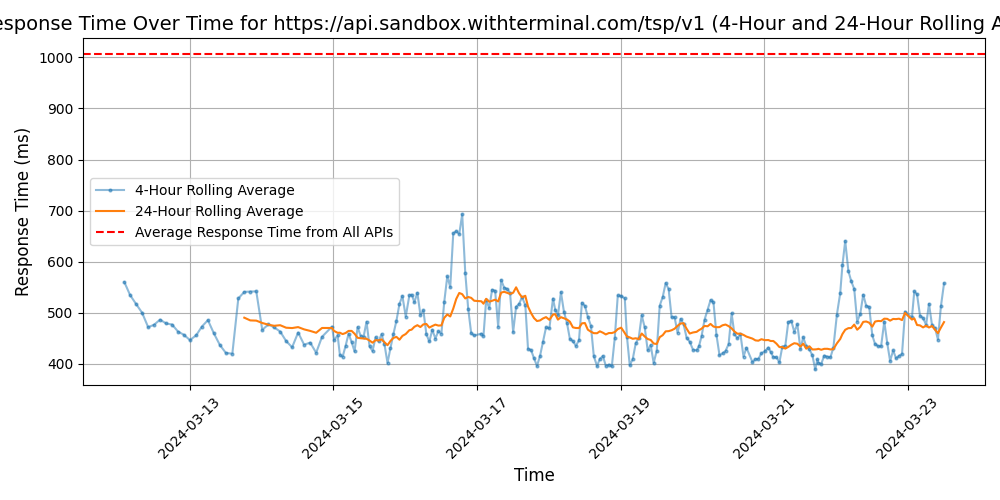 esponse Time Over Time for https://api.sandbox.withterminal.com/tsp/v1 (4-Hour and 24-Hour Rolling A
Response Time (ms)
1000
900
800
700
600
500
400
4-Hour Rolling Average
24-Hour Rolling Average
Average Response Time from All APIs
2024-03-13
2024-03-15
2024-03-17
2024-03-19
2024-03-21
2024-03-23
Time